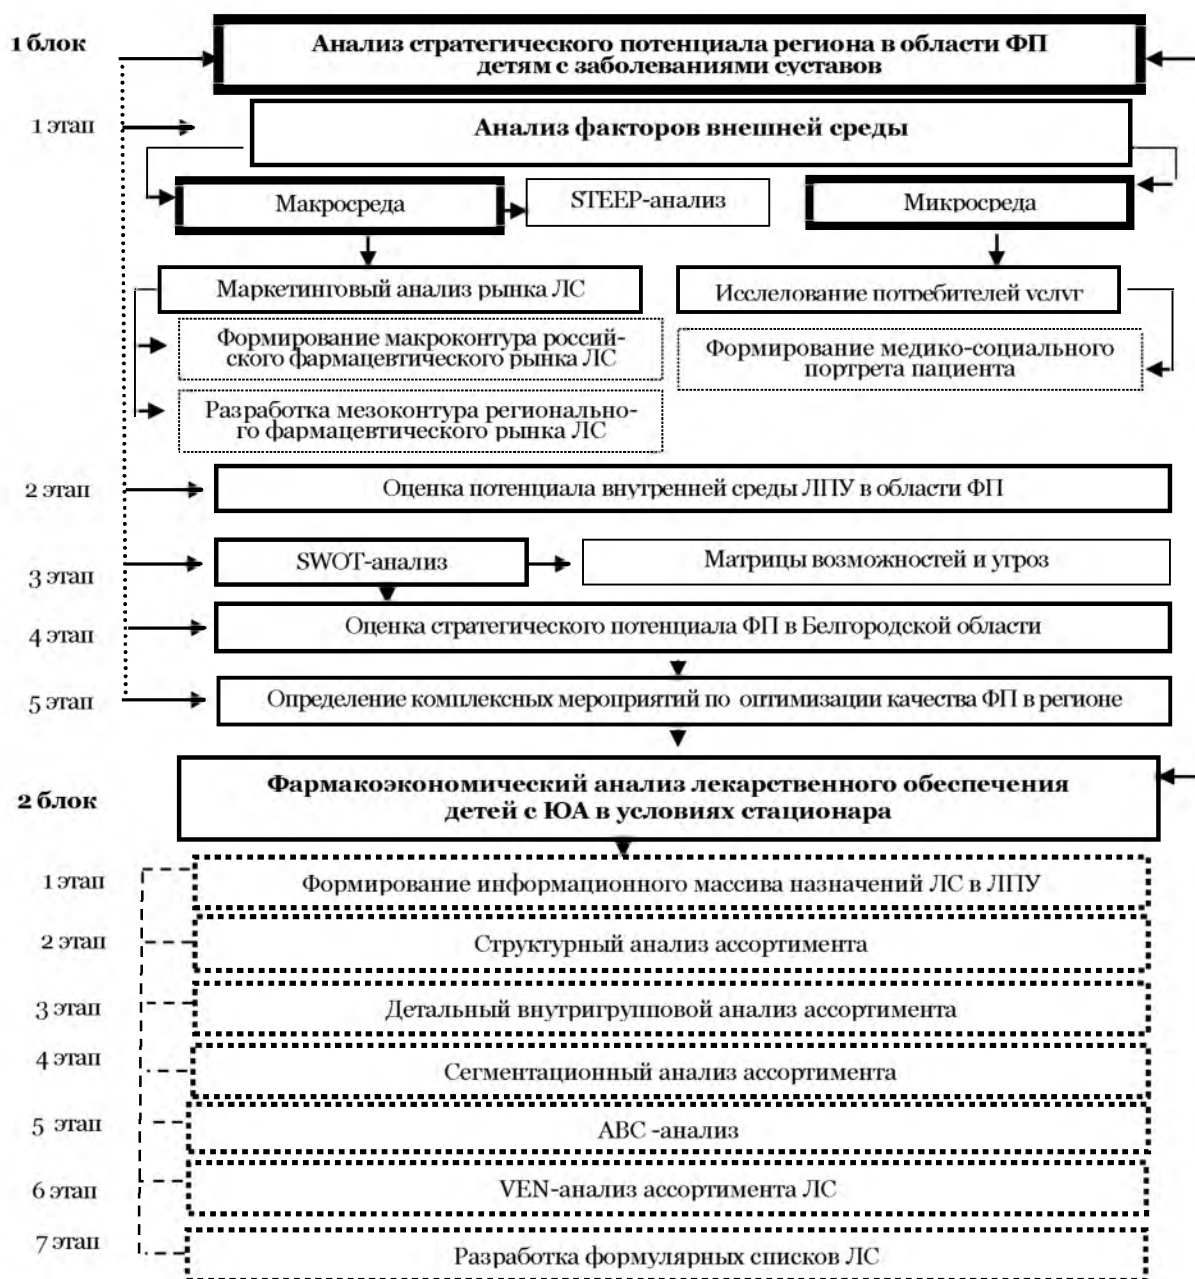 1 блок
Анализ стратегического потенциала региона в области ФП
детям с заболеваниями суставов
1 этап
Анализ факторов внешней среды
Макросреда
STEEP-анализ
Микросреда
Маркетинговый анализ рынка ЛС
Исследование потребителей услуг
Формирование макроконтура россий-
ского фармацевтического рынка ЛС
Формирование медико-социального
портрета пациента
Разработка мезоконтура регионально-
го фармацевтического рынка ЛС
2 этап
Оценка потенциала внутренней среды ЛПУ в области ФП
3 этап
SWOT-анализ
Матрицы возможностей и угроз
4 этап
Оценка стратегического потенциала ФП в Белгородской области
5 этап
Определение комплексных мероприятий по оптимизации качества ФП в регионе
2 блок
Фармакоэкономический анализ лекарственного обеспечения
детей с ЮА в условиях стационара
1 этап
Формирование информационного массива назначений ЛС в ЛПУ
2 этап
Структурный анализ ассортимента
3 этап
Детальный внутригрупповой анализ ассортимента
4 этап
Сегментационный анализ ассортимента
5 этап
АВС -анализ
6 этап
VEN-анализ ассортимента ЛС
7 этап
Разработка формулярных списков ЛС